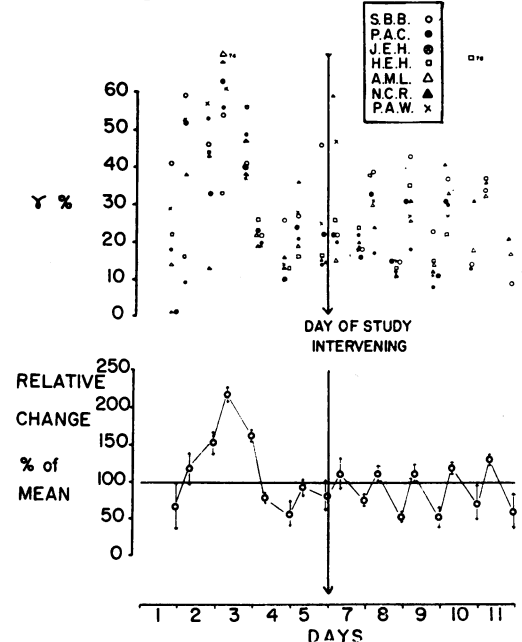 S.B.B. o
P.A.C. •
J.E.H. ⊗
H.E.H. □
A.M.L. △
N.C.R. ▲
P.A.W. x
60
50
40
30
20
10
0
γ %
DAY OF STUDY
INTERVENING
250
200
150
100
50
0
RELATIVE
CHANGE
% of
MEAN
1 2 3 4 5 7 8 9 10 11
DAYS